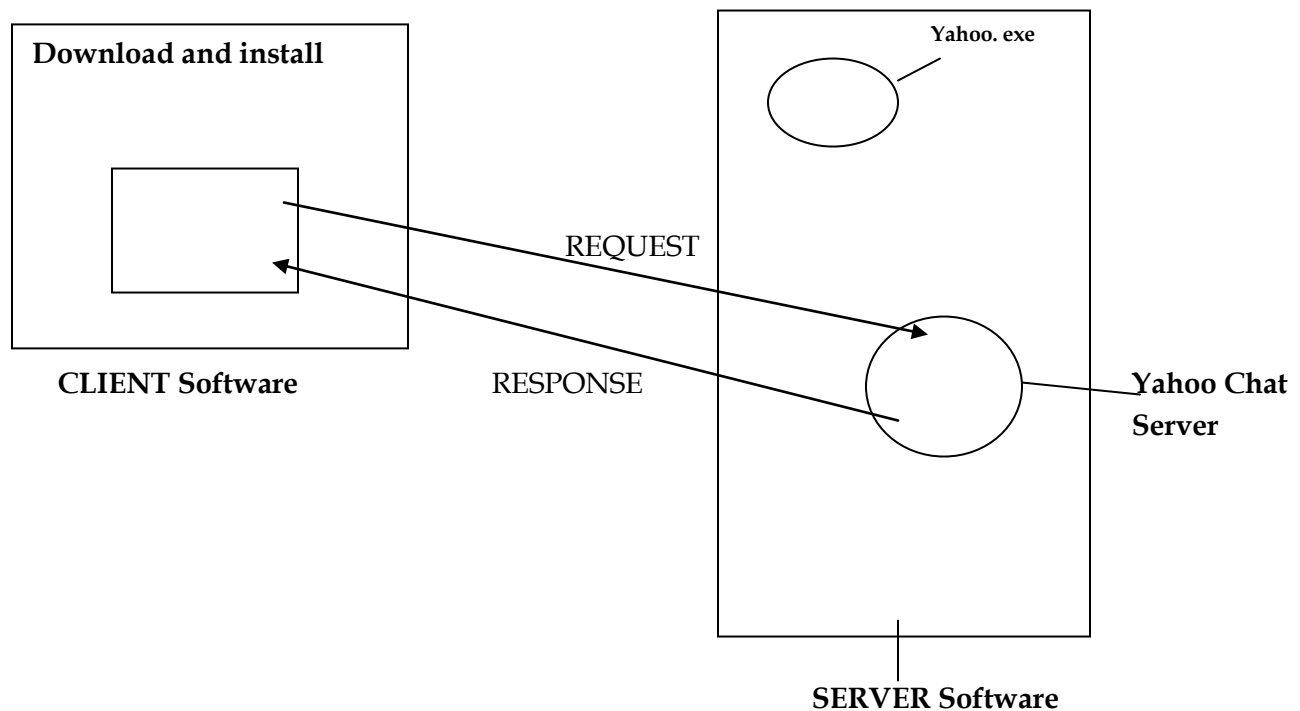 Yahoo. exe
Download and install
REQUEST
CLIENT Software
RESPONSE
Yahoo Chat
Server
SERVER Software